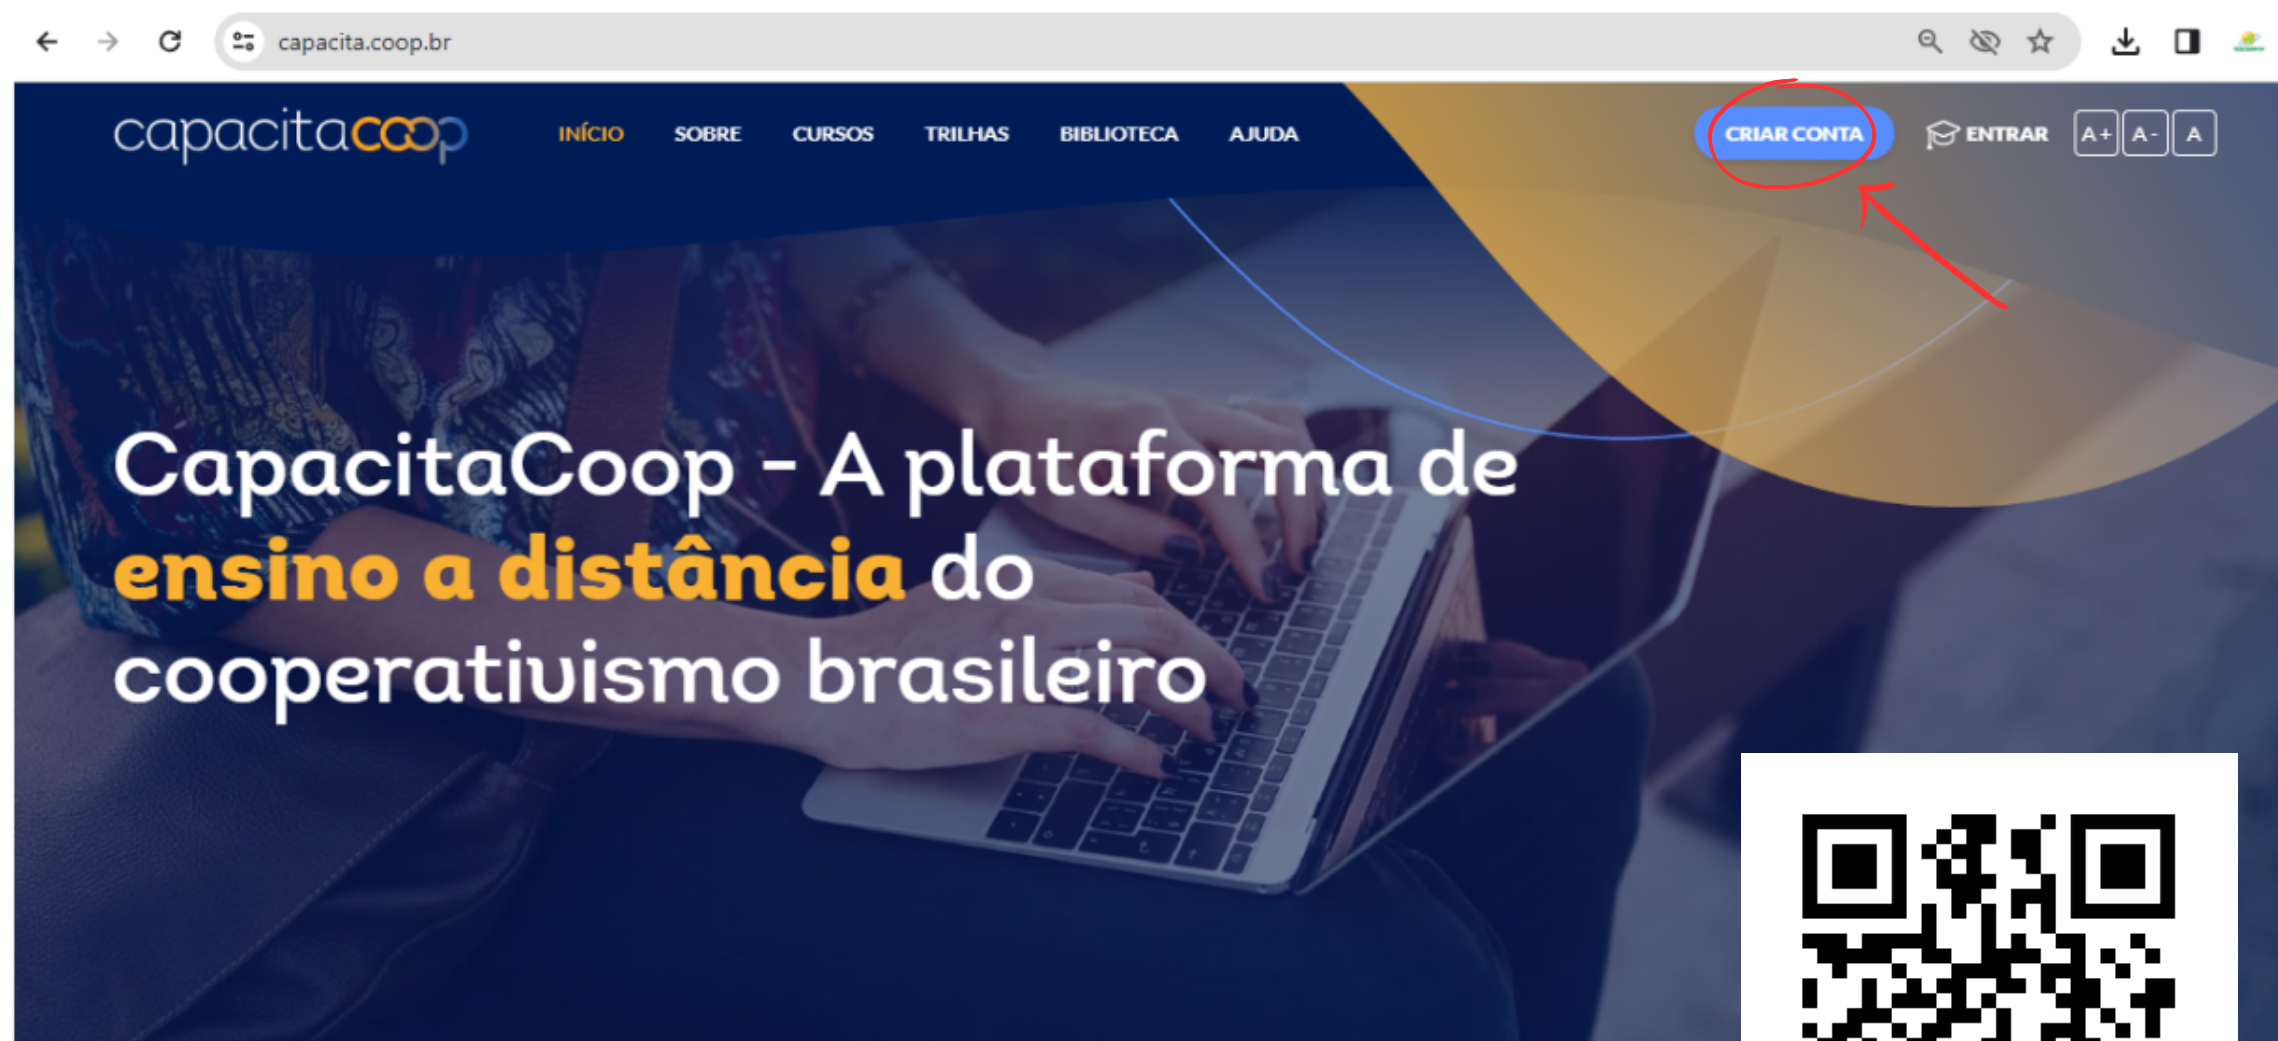 capacita.coop.br
capacitacoop INÍCIO SOBRE CURSOS TRILHAS BIBLIOTECA AJUDA CRIAR CONTA ENTRAR A+ A- A
CapacitaCoop - A plataforma de
ensino a distância do
cooperativismo brasileiro